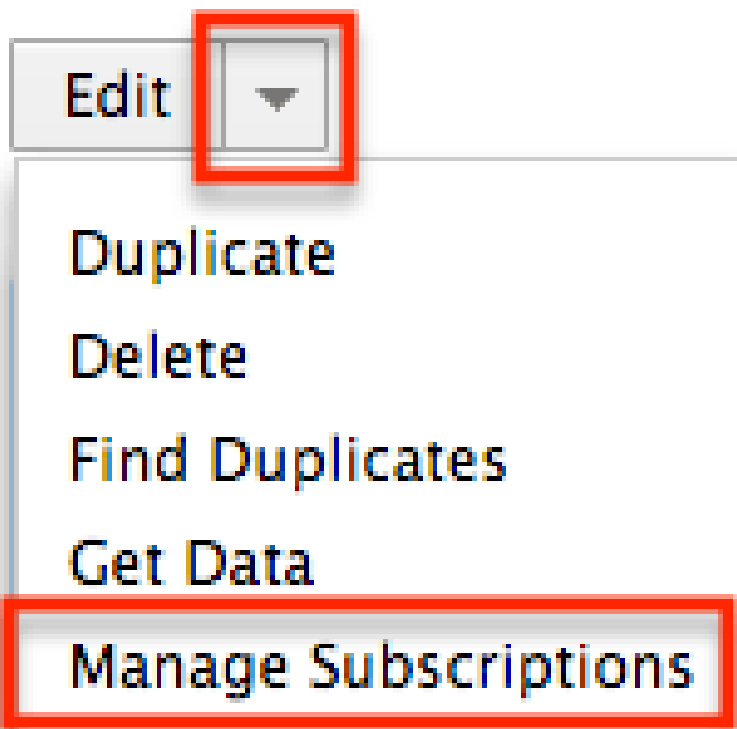 Edit
Duplicate
Delete
Find Duplicates
Get Data
Manage Subscriptions